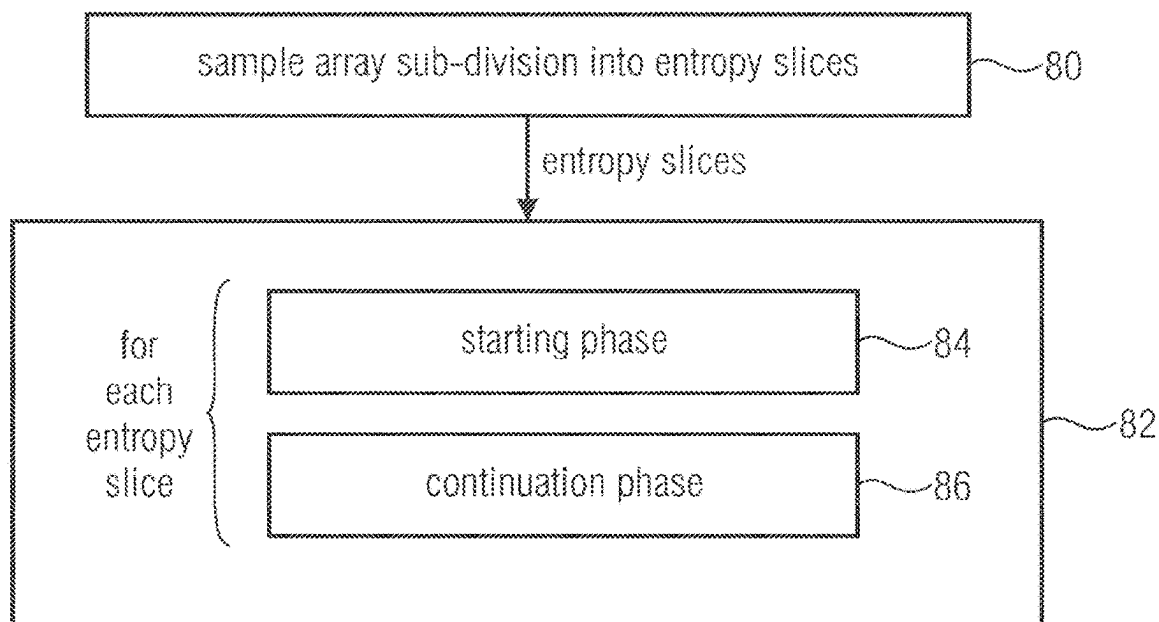 sample array sub-division into entropy slices
80
entropy slices
for
each
entropy
slice
starting phase
84
continuation phase
86
82